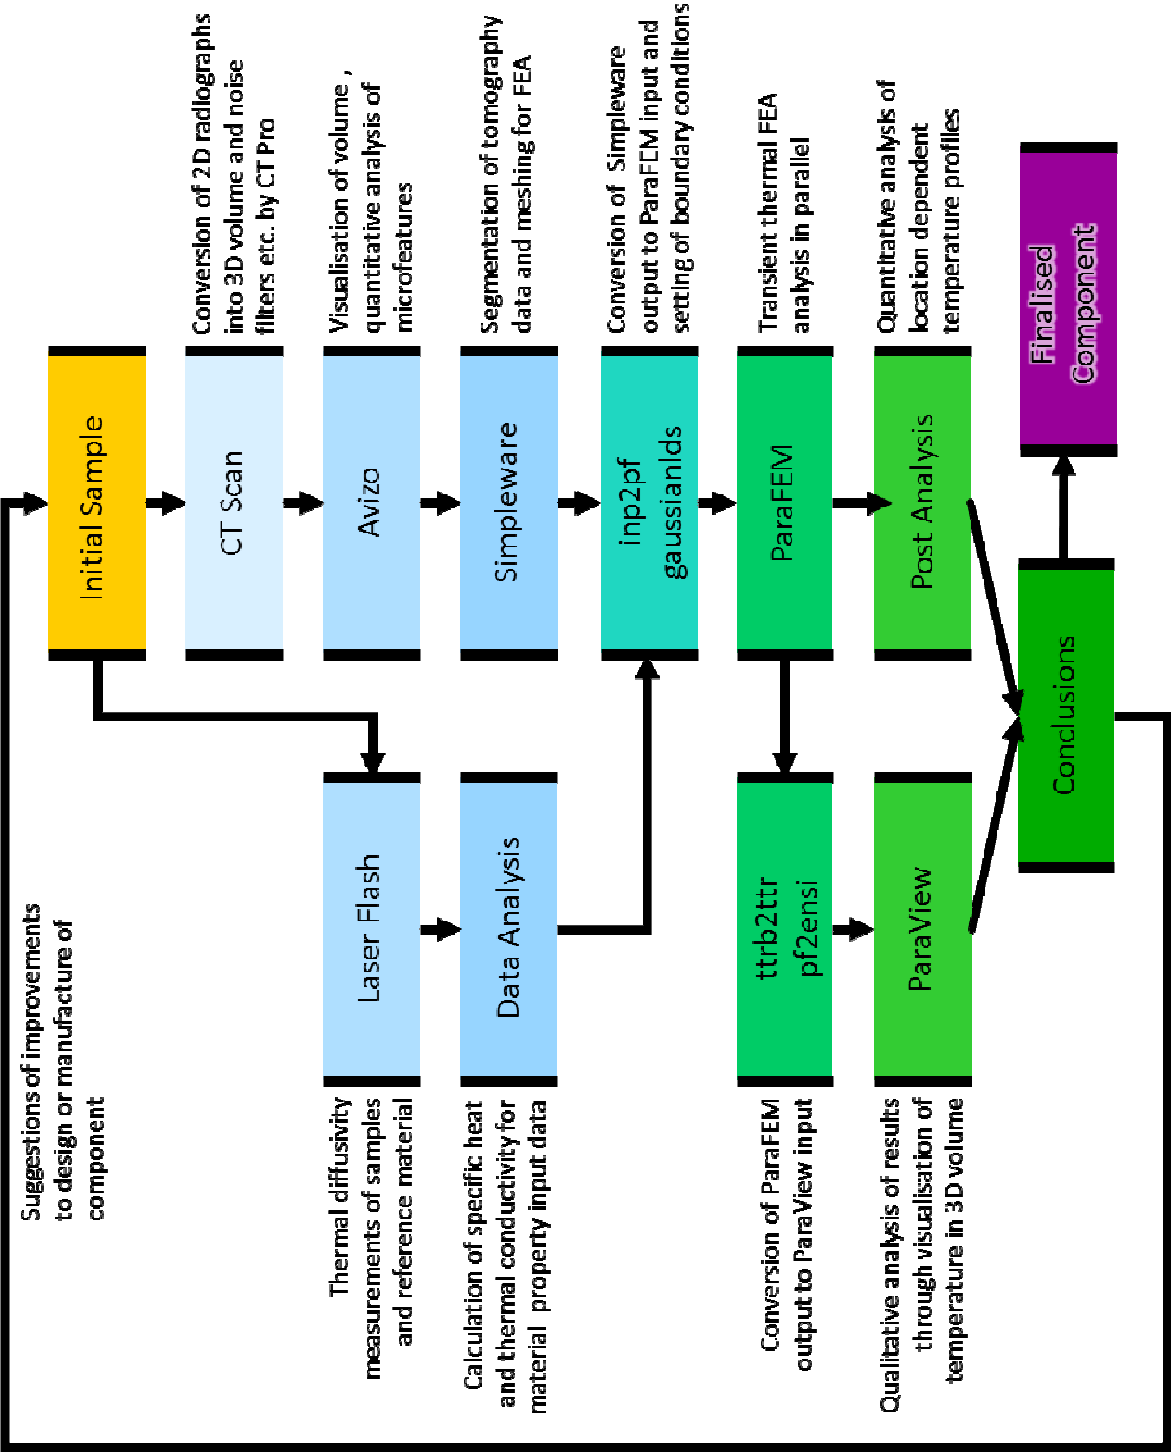 Suggestions of improvements
to design or manufacture of
component
Initial Sample
CT Scan
Conversion of 2D radiographs
into 3D volume and noise
filters etc. by CT Pro
Laser Flash
Thermal diffusivity
measurements of samples
and reference material
Avizo
Visualisation of volume ,
quantitative analysis of
microfeatures
Data Analysis
Calculation of specific heat
and thermal conductivity for
material property input data
Simpleware
Segmentation of tomography
data and meshing for FEA
inp2pf
gaussianlds
Conversion of Simpleware
output to ParaFEM input and
setting of boundary conditions
ttrb2ttr
pf2ensi
Conversion of ParaFEM
output to ParaView input
ParaFEM
Transient thermal FEA
analysis in parallel
ParaView
Qualitative analysis of results
through visualisation of
temperature in 3D volume
Post Analysis
Quantitative analysis of
location dependent
temperature profiles
Conclusions
Finalised
Component